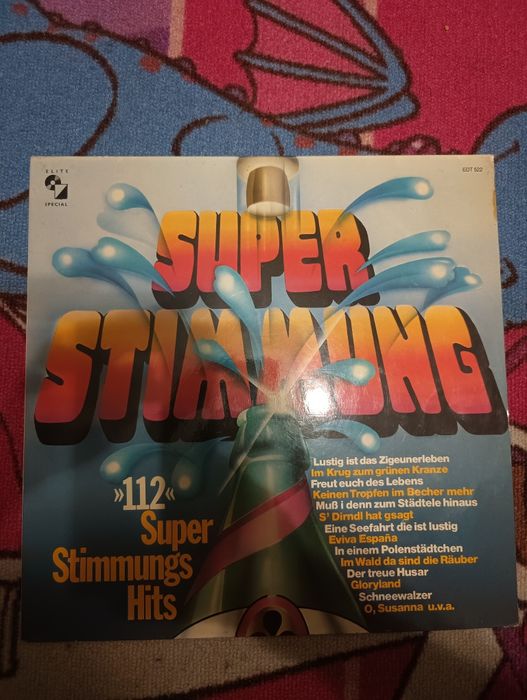 ELITE
SPECIAL
EDT 522
SUPER
STIMMUNG
»112«
Super
Stimmungs
Hits
Lustig ist das Zigeunerleben
Im Krug zum grünen Kranze
Freut euch des Lebens
Keinen Tropfen im Becher mehr
Muß i denn zum Städtele hinaus
S' Dirndl hat gsagt
Eine Seefahrt die ist lustig
Eviva España
In einem Polenstädtchen
Im Wald da sind die Räuber
Der treue Husar
Gloryland
Schneewalzer
O, Susanna u.v.a.